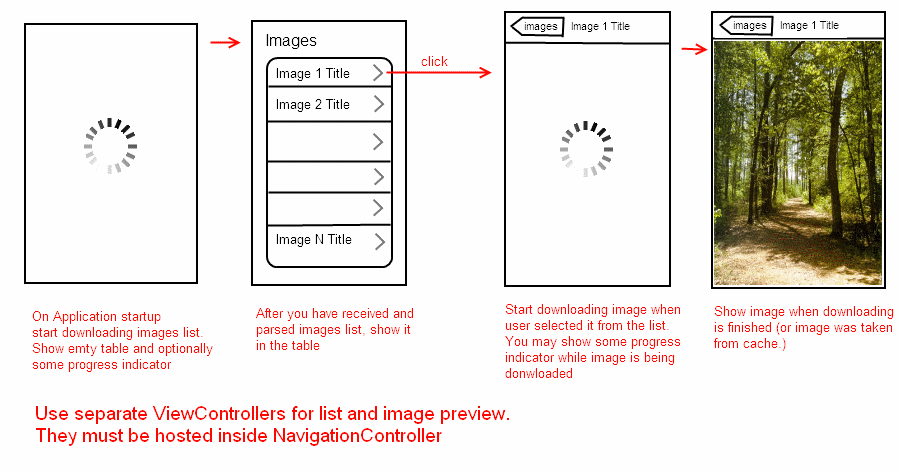 Images
Image 1 Title
Image 2 Title
Image N Title
click
images
Image 1 Title
images
Image 1 Title
On Application startup
start downloading images list.
Show emty table and optionally
some progress indicator
After you have received and
parsed images list, show it
in the table
Start downloading image when
user selected it from the list.
You may show some progress
indicator while image is being
donwloaded
Show image when downloading
is finished (or image was taken
from cache.)
Use separate ViewControllers for list and image preview.
They must be hosted inside NavigationController